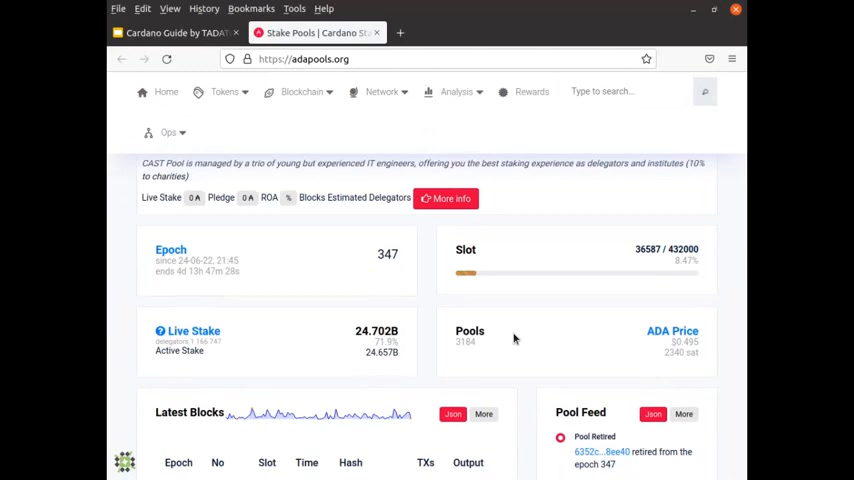 File Edit View History Bookmarks Tools Help
Cardano Guide by TADAT
Stake Pools | Cardano Sta
https://adapools.org
Home Tokens Blockchain Network Analysis Rewards Type to search...
Ops
CAST Pool is managed by a trio of young but experienced IT engineers, offering you the best staking experience as delegators and institutes (10%
to charities)
Live Stake 0 ₳ Pledge 0 ₳ ROA % Blocks Estimated Delegators More info
Epoch 347
since 24-06-22, 21:45
ends 4d 13h 47m 28s
Slot 36587 / 432000
8.47%
Live Stake 24.702B
delegators 1 166 747 71.9%
Active Stake 24.657B
Pools ADA Price
3184 $0.495
2340 sat
Latest Blocks Json More
Epoch No Slot Time Hash TXs Output
Pool Feed Json More
Pool Retired
6352c...8ee40 retired from the
epoch 347